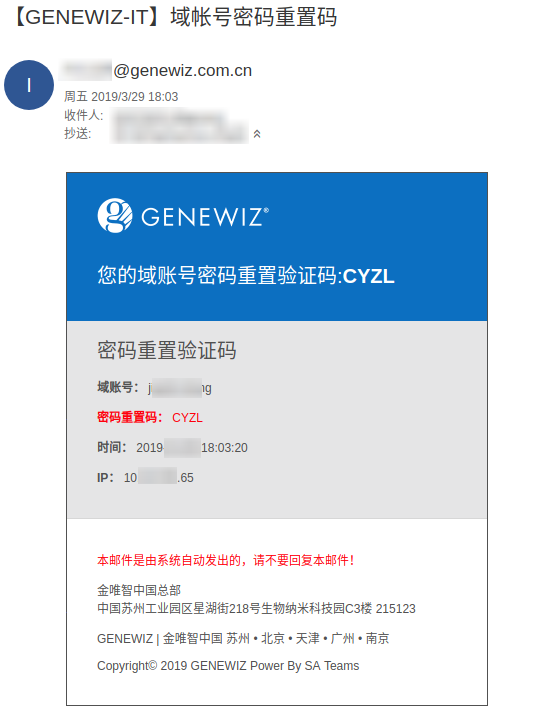 【GENEWIZ-IT】域帐号密码重置码
I
@genewiz.com.cn
周五 2019/3/29 18:03
收件人:
抄送:
GENEWIZ®
您的域账号密码重置验证码:CYZL
密码重置验证码
域账号: j ng
密码重置码: CYZL
时间: 2019- 18:03:20
IP: 10 .65
本邮件是由系统自动发出的，请不要回复本邮件!
金唯智中国总部
中国苏州工业园区星湖街218号生物纳米科技园C3楼 215123
GENEWIZ | 金唯智中国 苏州 • 北京 • 天津 • 广州 • 南京
Copyright© 2019 GENEWIZ Power By SA Teams